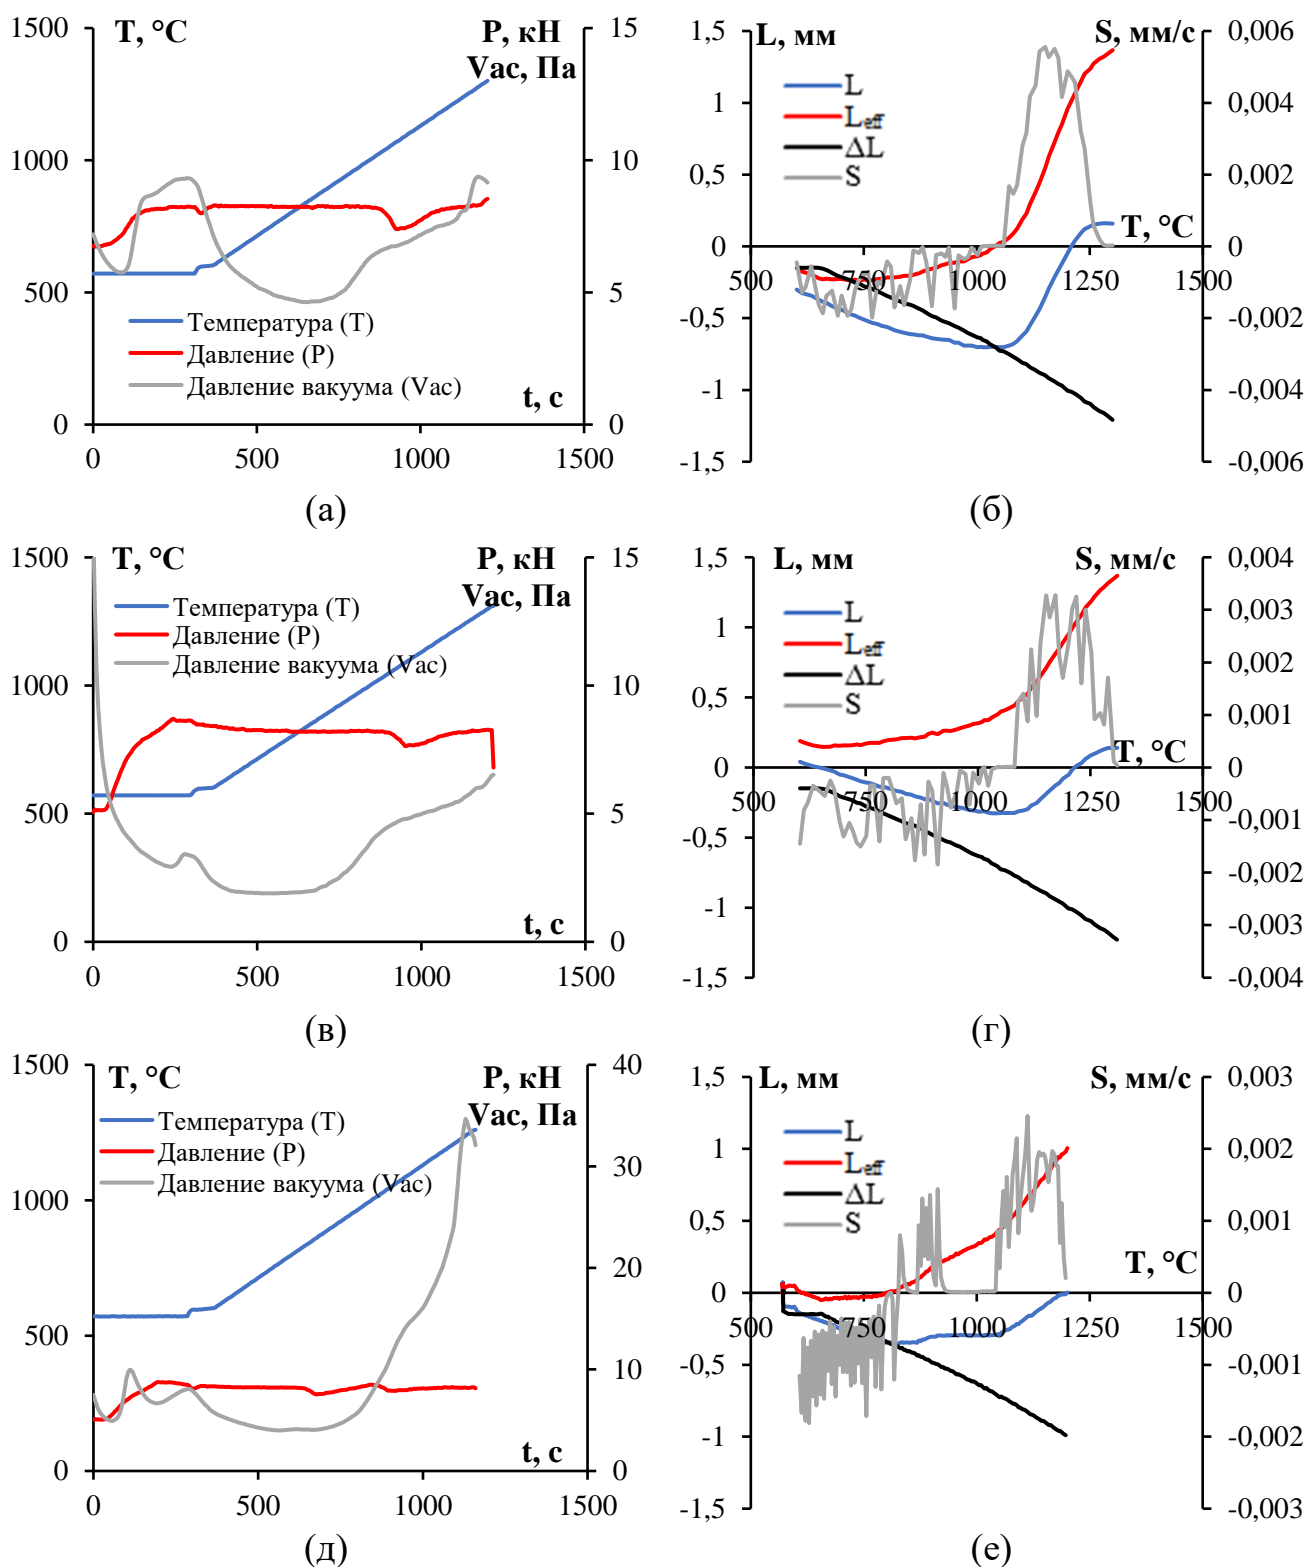 T, °C
P, кН
Vac, Па
1500
1000
500
0
15
10
5
0
Температура (T)
Давление (P)
Давление вакуума (Vac)
t, c
0
500
1000
1500
(а)
L, мм
S, мм/с
1,5
1
0,5
0
-0,5
-1
-1,5
0,006
0,004
0,002
0
-0,002
-0,004
-0,006
L
Leff
ΔL
S
T, °C
500
750
1000
1250
1500
(б)
T, °C
P, кН
Vac, Па
1500
1000
500
0
15
10
5
0
Температура (T)
Давление (P)
Давление вакуума (Vac)
t, c
0
500
1000
1500
(в)
L, мм
S, мм/с
1,5
1
0,5
0
-0,5
-1
-1,5
0,004
0,003
0,002
0,001
0
-0,001
-0,002
-0,003
-0,004
L
Leff
ΔL
S
T, °C
500
750
1000
1250
1500
(г)
T, °C
P, кН
Vac, Па
1500
1000
500
0
40
30
20
10
0
Температура (T)
Давление (P)
Давление вакуума (Vac)
t, c
0
500
1000
1500
(д)
L, мм
S, мм/с
1,5
1
0,5
0
-0,5
-1
-1,5
0,003
0,002
0,001
0
-0,001
-0,002
-0,003
L
Leff
ΔL
S
T, °C
500
750
1000
1250
1500
(е)